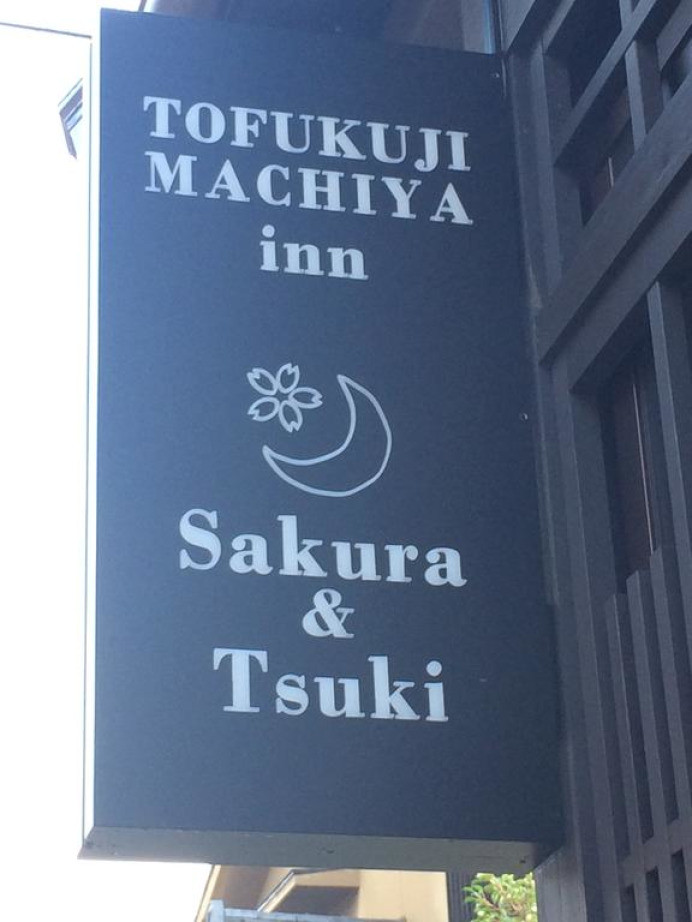 TOFUKUJI
MACHIYA
inn
Sakura
&
Tsuki